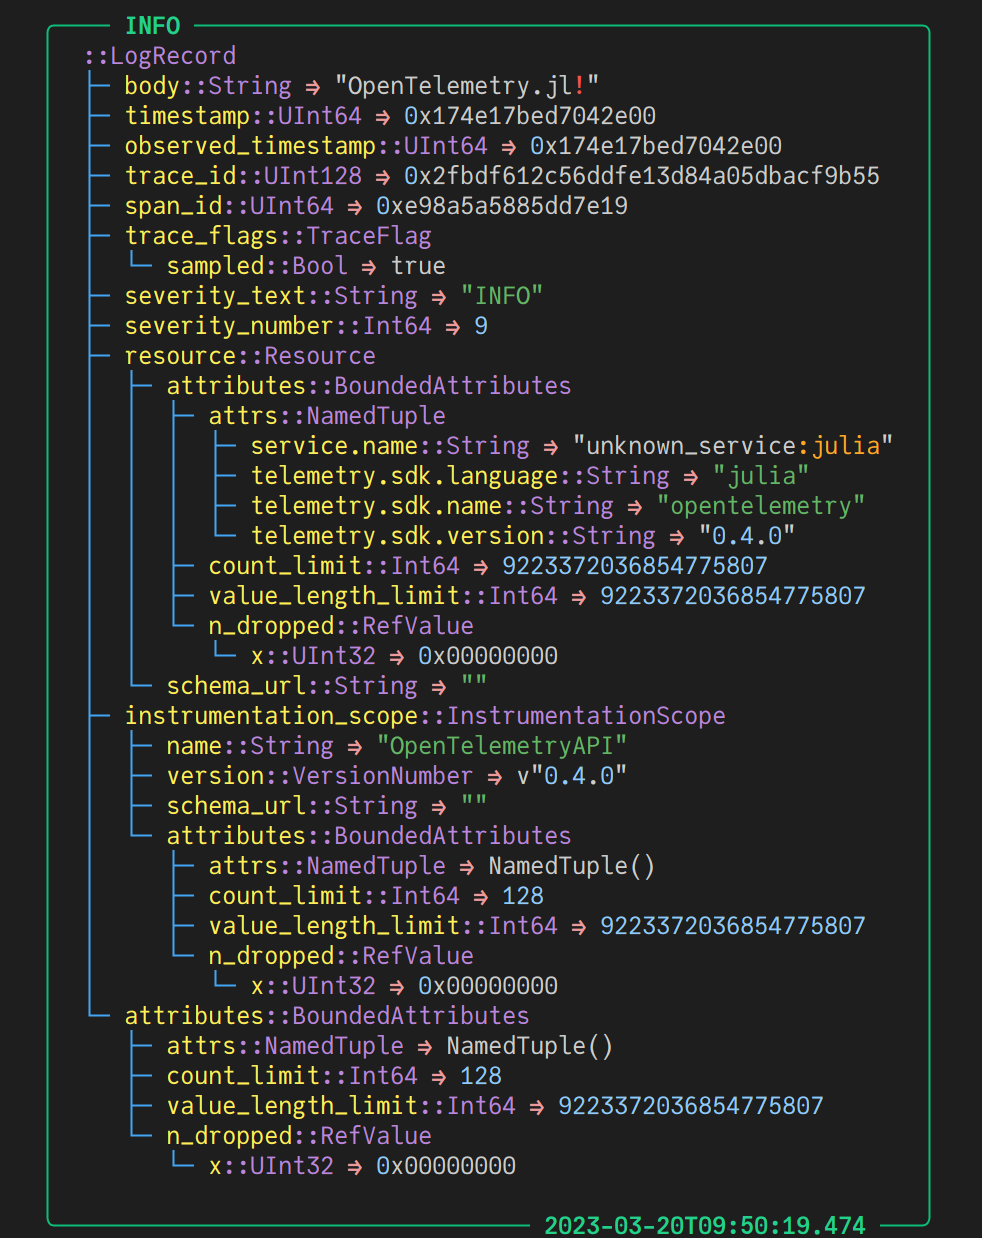 INFO
::LogRecord
body::String ⇒ "OpenTelemetry.jl!"
timestamp::UInt64 ⇒ 0x174e17bed7042e00
observed_timestamp::UInt64 ⇒ 0x174e17bed7042e00
trace_id::UInt128 ⇒ 0x2fbdf612c56ddfe13d84a05dbacf9b55
span_id::UInt64 ⇒ 0xe98a5a5885dd7e19
trace_flags::TraceFlag
sampled::Bool ⇒ true
severity_text::String ⇒ "INFO"
severity_number::Int64 ⇒ 9
resource::Resource
attributes::BoundedAttributes
attrs::NamedTuple
service.name::String ⇒ "unknown_service:julia"
telemetry.sdk.language::String ⇒ "julia"
telemetry.sdk.name::String ⇒ "opentelemetry"
telemetry.sdk.version::String ⇒ "0.4.0"
count_limit::Int64 ⇒ 9223372036854775807
value_length_limit::Int64 ⇒ 9223372036854775807
n_dropped::RefValue
x::UInt32 ⇒ 0x00000000
schema_url::String ⇒ ""
instrumentation_scope::InstrumentationScope
name::String ⇒ "OpenTelemetryAPI"
version::VersionNumber ⇒ v"0.4.0"
schema_url::String ⇒ ""
attributes::BoundedAttributes
attrs::NamedTuple ⇒ NamedTuple()
count_limit::Int64 ⇒ 128
value_length_limit::Int64 ⇒ 9223372036854775807
n_dropped::RefValue
x::UInt32 ⇒ 0x00000000
attributes::BoundedAttributes
attrs::NamedTuple ⇒ NamedTuple()
count_limit::Int64 ⇒ 128
value_length_limit::Int64 ⇒ 9223372036854775807
n_dropped::RefValue
x::UInt32 ⇒ 0x00000000
2023-03-20T09:50:19.474